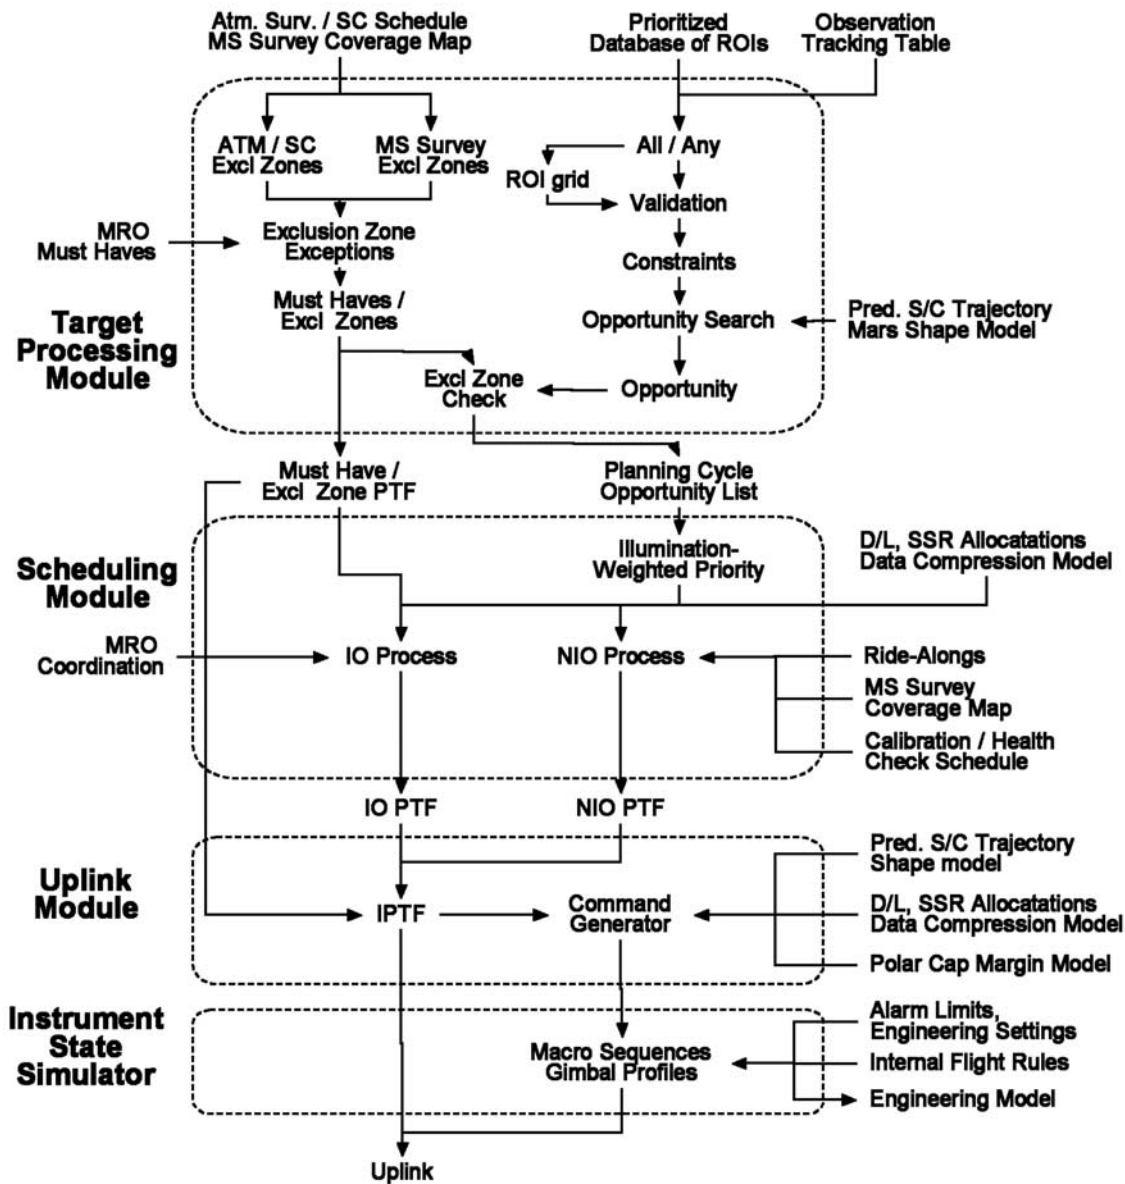 Atm. Surv. / SC Schedule
MS Survey Coverage Map
Prioritized
Database of ROIs
Observation
Tracking Table
ATM / SC
Excl Zones
MS Survey
Excl Zones
All / Any
ROI grid
Validation
MRO
Must Haves
Exclusion Zone
Exceptions
Constraints
Must Haves /
Excl Zones
Target
Processing
Module
Opportunity Search
Pred. S/C Trajectory
Mars Shape Model
Excl Zone
Check
Opportunity
Must Have /
Excl Zone PTF
Planning Cycle
Opportunity List
Scheduling
Module
Illumination-
Weighted Priority
D/L, SSR Allocatations
Data Compression Model
MRO
Coordination
IO Process
NIO Process
Ride-Alongs
MS Survey
Coverage Map
Calibration / Health
Check Schedule
IO PTF
NIO PTF
Uplink
Module
IPTF
Command
Generator
Pred. S/C Trajectory
Shape model
D/L, SSR Allocatations
Data Compression Model
Polar Cap Margin Model
Instrument
State
Simulator
Macro Sequences
Gimbal Profiles
Alarm Limits,
Engineering Settings
Internal Flight Rules
Engineering Model
Uplink